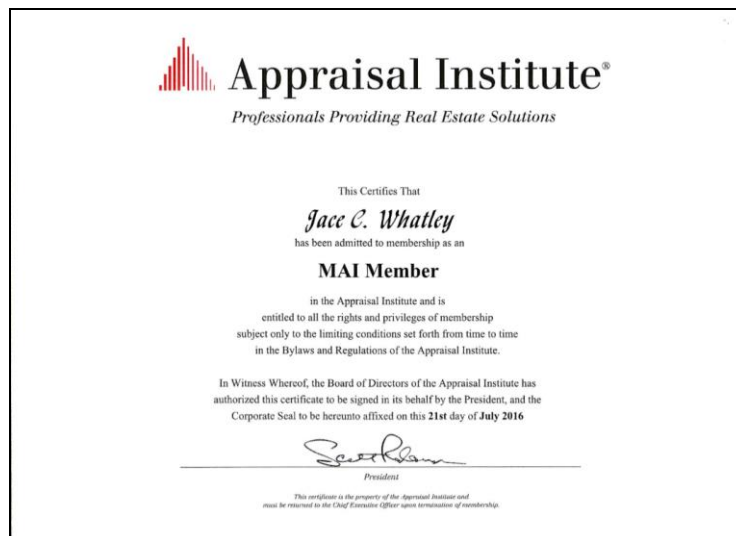 Appraisal Institute®
Professionals Providing Real Estate Solutions
This Certifies That
Jace C. Whatley
has been admitted to membership as an
MAI Member
in the Appraisal Institute and is
entitled to all the rights and privileges of membership
subject only to the limiting conditions set forth from time to time
in the Bylaws and Regulations of the Appraisal Institute.
In Witness Whereof, the Board of Directors of the Appraisal Institute has
authorized this certificate to be signed in its behalf by the President, and the
Corporate Seal to be hereunto affixed on this 21st day of July 2016
President
This certificate is the property of the Appraisal Institute and
must be returned to the Chief Executive Officer upon termination of membership.